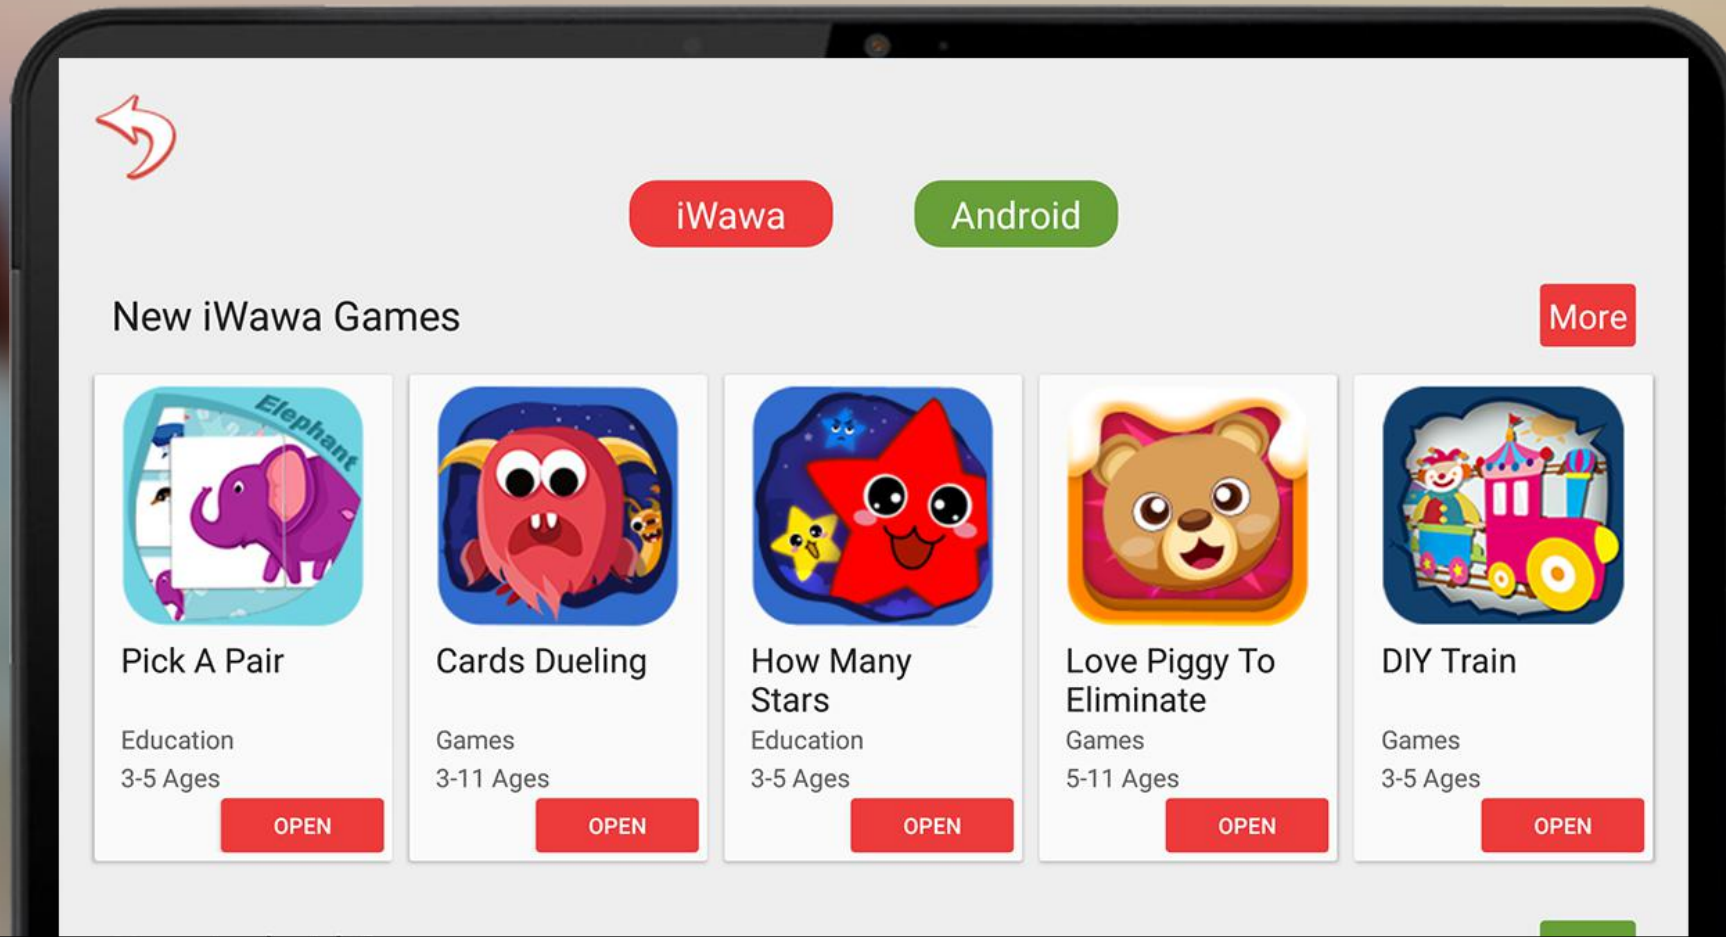 iWawa
Android
New iWawa Games
More
Elephant
Pick A Pair
Education
3-5 Ages
OPEN
Cards Dueling
Games
3-11 Ages
OPEN
How Many
Stars
Education
3-5 Ages
OPEN
Love Piggy To
Eliminate
Games
5-11 Ages
OPEN
DIY Train
Games
3-5 Ages
OPEN